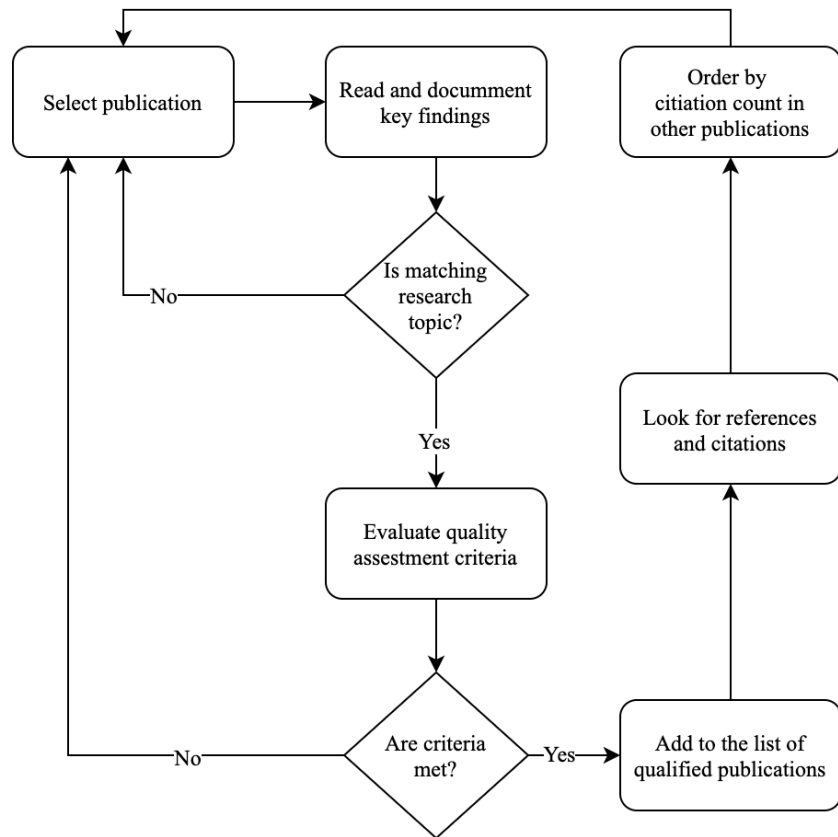 Select publication
Read and documment
key findings
Order by
citiation count in
other publications
Is matching
research
topic?
No
Yes
Look for references
and citations
Evaluate quality
assestment criteria
Are criteria
met?
No
Yes
Add to the list of
qualified publications